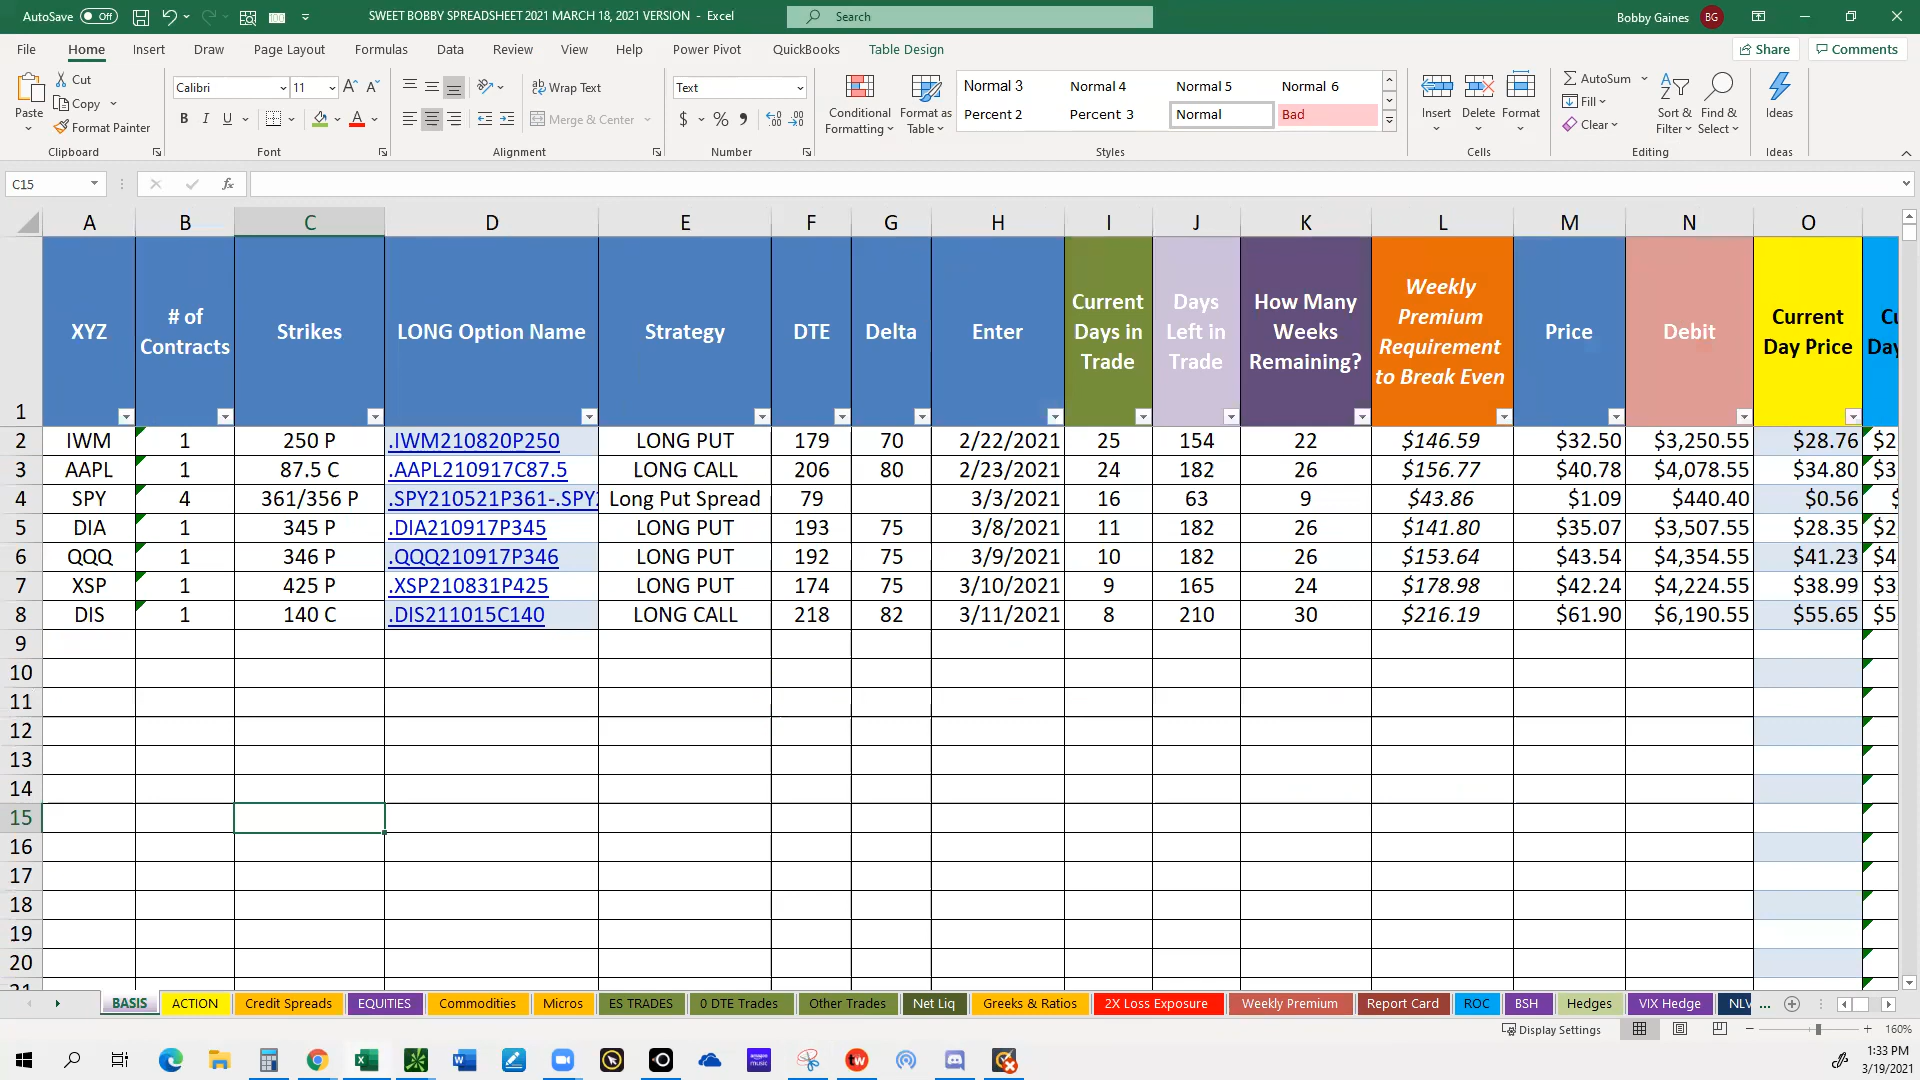 AutoSave Off SWEET BOBBY SPREADSHEET 2021 MARCH 18, 2021 VERSION - Excel Search Bobby Gaines BG
File Home Insert Draw Page Layout Formulas Data Review View Help Power Pivot QuickBooks Table Design Share Comments
Paste Cut Copy Format Painter Clipboard
Calibri 11 A A B I U A Font
ab Wrap Text Merge & Center Alignment
Text $ % , Number
Conditional Formatting Format as Table
Normal 3 Normal 4 Normal 5 Normal 6
Percent 2 Percent 3 Normal Bad
Styles
Insert Delete Format Cells
AutoSum Fill Clear Sort & Filter Find & Select Editing
Ideas Ideas
C15 fx
A B C D E F G H I J K L M N O
1 XYZ # of Contracts Strikes LONG Option Name Strategy DTE Delta Enter Current Days in Trade Days Left in Trade How Many Weeks Remaining? Weekly Premium Requirement to Break Even Price Debit Current Day Price Cu Day
2 IWM 1 250 P .IWM210820P250 LONG PUT 179 70 2/22/2021 25 154 22 $146.59 $32.50 $3,250.55 $28.76 $2
3 AAPL 1 87.5 C .AAPL210917C87.5 LONG CALL 206 80 2/23/2021 24 182 26 $156.77 $40.78 $4,078.55 $34.80 $3
4 SPY 4 361/356 P .SPY210521P361-.SPY Long Put Spread 79 3/3/2021 16 63 9 $43.86 $1.09 $440.40 $0.56 $
5 DIA 1 345 P .DIA210917P345 LONG PUT 193 75 3/8/2021 11 182 26 $141.80 $35.07 $3,507.55 $28.35 $2
6 QQQ 1 346 P .QQQ210917P346 LONG PUT 192 75 3/9/2021 10 182 26 $153.64 $43.54 $4,354.55 $41.23 $4
7 XSP 1 425 P .XSP210831P425 LONG PUT 174 75 3/10/2021 9 165 24 $178.98 $42.24 $4,224.55 $38.99 $3
8 DIS 1 140 C .DIS211015C140 LONG CALL 218 82 3/11/2021 8 210 30 $216.19 $61.90 $6,190.55 $55.65 $5
9
10
11
12
13
14
15
16
17
18
19
20
BASIS ACTION Credit Spreads EQUITIES Commodities Micros ES TRADES 0 DTE Trades Other Trades Net Liq Greeks & Ratios 2X Loss Exposure Weekly Premium Report Card ROC BSH Hedges VIX Hedge NLV ...
Display Settings 160%
1:33 PM
3/19/2021